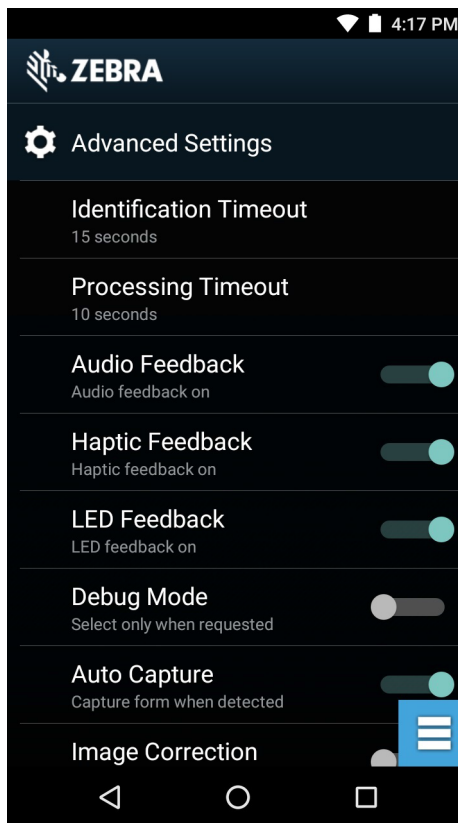 4:17 PM
ZEBRA
Advanced Settings
Identification Timeout
15 seconds
Processing Timeout
10 seconds
Audio Feedback
Audio feedback on
Haptic Feedback
Haptic feedback on
LED Feedback
LED feedback on
Debug Mode
Select only when requested
Auto Capture
Capture form when detected
Image Correction